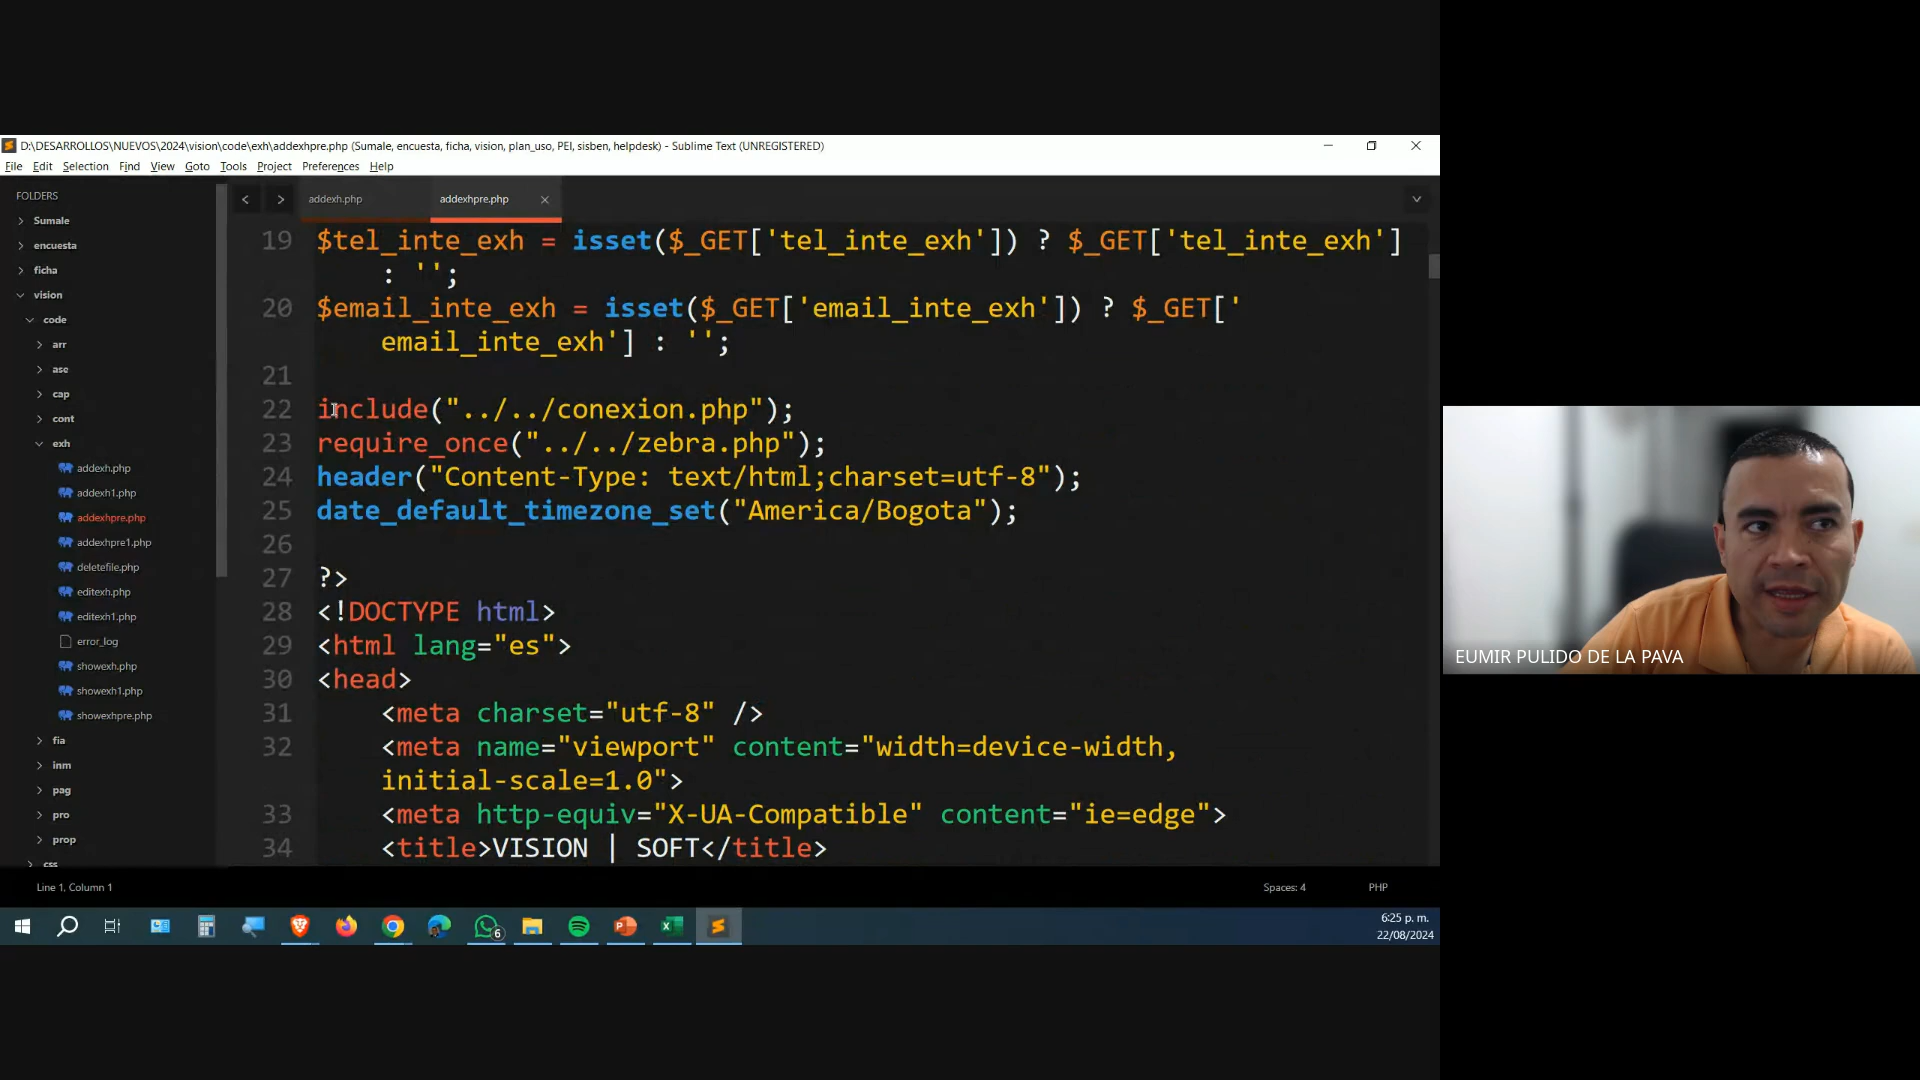 D:\DESARROLLOS\NUEVOS\2024\vision\code\exh\addexhpre.php (Sumale, encuesta, ficha, vision, plan_uso, PEI, sisben, helpdesk) - Sublime Text (UNREGISTERED)
File Edit Selection Find View Goto Tools Project Preferences Help
FOLDERS
Sumale
encuesta
ficha
vision
code
arr
ase
cap
cont
exh
addexh.php
addexh1.php
addexhpre.php
addexhpre1.php
deletefile.php
editexh.php
editexh1.php
error_log
showexh.php
showexh1.php
showexhpre.php
fia
inm
pag
pro
prop
css
addexh.php addexhpre.php
19 $tel_inte_exh = isset($_GET['tel_inte_exh']) ? $_GET['tel_inte_exh']
: '';
20 $email_inte_exh = isset($_GET['email_inte_exh']) ? $_GET['
email_inte_exh'] : '';
21
22 include("../../conexion.php");
23 require_once("../../zebra.php");
24 header("Content-Type: text/html;charset=utf-8");
25 date_default_timezone_set("America/Bogota");
26
27 ?>
28 <!DOCTYPE html>
29 <html lang="es">
30 <head>
31 <meta charset="utf-8" />
32 <meta name="viewport" content="width=device-width,
initial-scale=1.0">
33 <meta http-equiv="X-UA-Compatible" content="ie=edge">
34 <title>VISION | SOFT</title>
Line 1, Column 1
Spaces: 4 PHP
6
6:25 p. m.
22/08/2024
EUMIR PULIDO DE LA PAVA